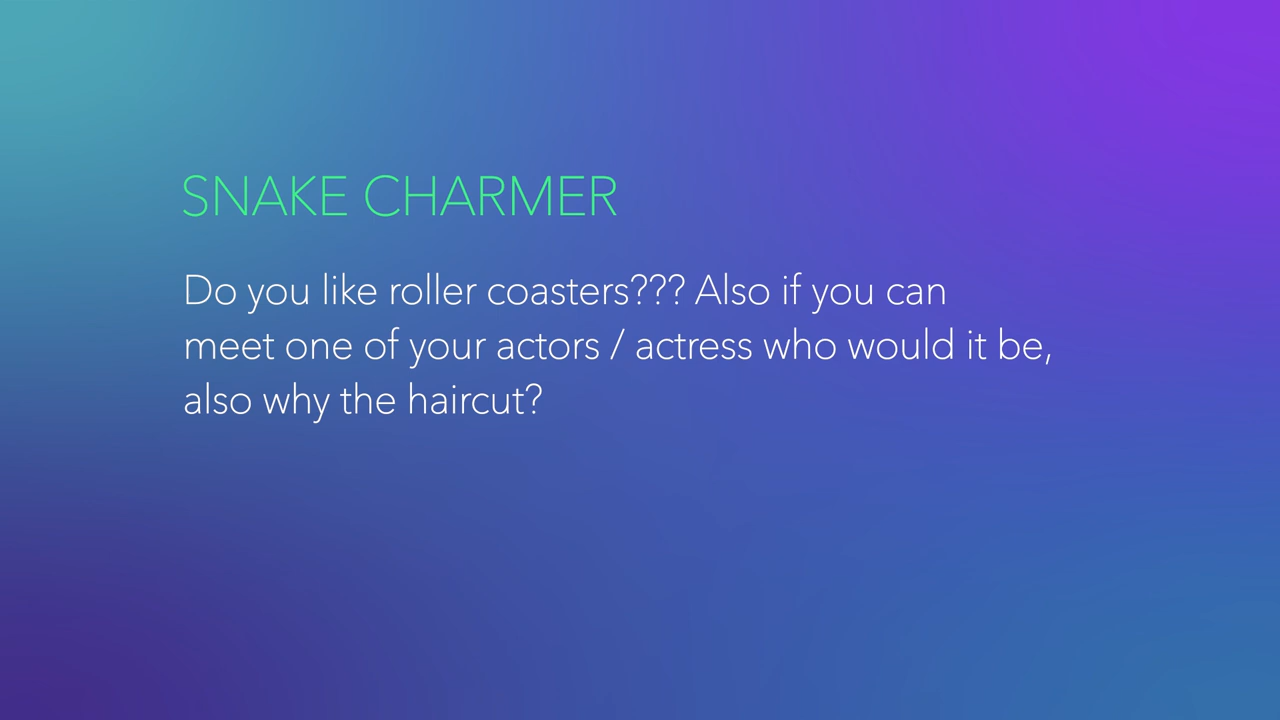 SNAKE CHARMER
Do you like roller coasters??? Also if you can
meet one of your actors / actress who would it be,
also why the haircut?